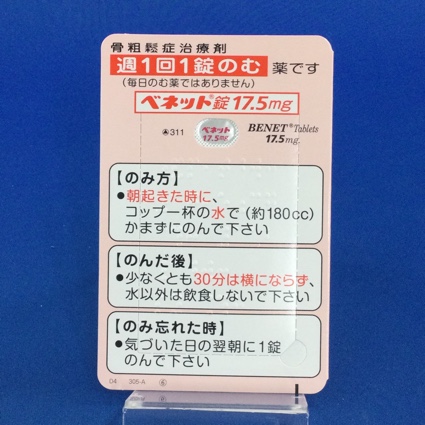 骨粗鬆症治療剤
週1回1錠のむ 薬です
(毎日のむ薬ではありません)
ベネット®錠17.5mg
311 ベネット 17.5mg BENET® Tablets 17.5mg
【のみ方】
●朝起きた時に、
コップ一杯の水で(約180cc)
かまずにのんで下さい
【のんだ後】
●少なくとも30分は横にならず、
水以外は飲食しないで下さい
【のみ忘れた時】
●気づいた日の翌朝に1錠
のんで下さい
04 305-A